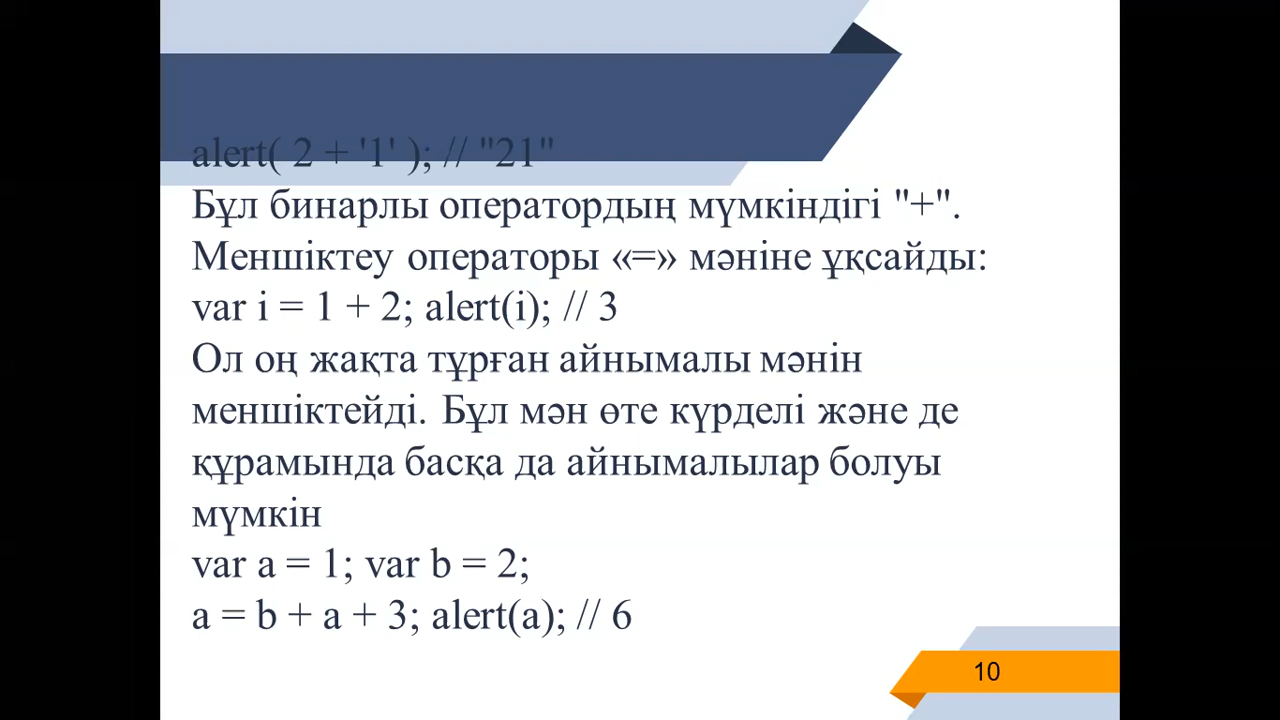 alert( 2 + '1' ); // "21"
Бұл бинарлы оператордың мүмкіндігі "+".
Меншіктеу операторы «=» мәніне ұқсайды:
var i = 1 + 2; alert(i); // 3
Ол оң жақта тұрған айнымалы мәнін
меншіктейді. Бұл мән өте күрделі және де
құрамында басқа да айнымалылар болуы
мүмкін
var a = 1; var b = 2;
a = b + a + 3; alert(a); // 6
10